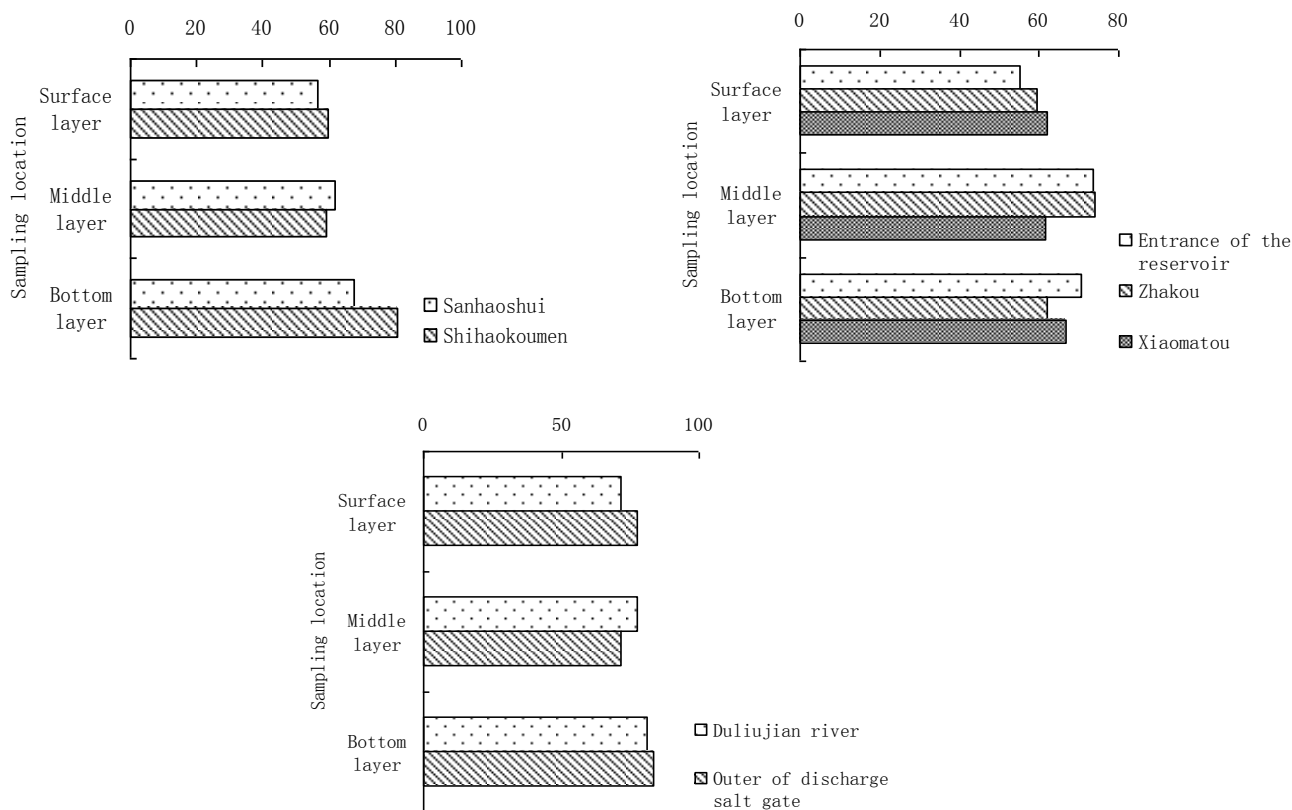 0 20 40 60 80 100
Surface
layer
Middle
layer
Bottom
layer
Sampling location
Sanhaoshui
Shihaokoumen
0 20 40 60 80
Surface
layer
Middle
layer
Bottom
layer
Sampling location
Entrance of the
reservoir
Zhakou
Xiaomatou
0 50 100
Surface
layer
Middle
layer
Bottom
layer
Sampling location
Duliujian river
Outer of discharge
salt gate